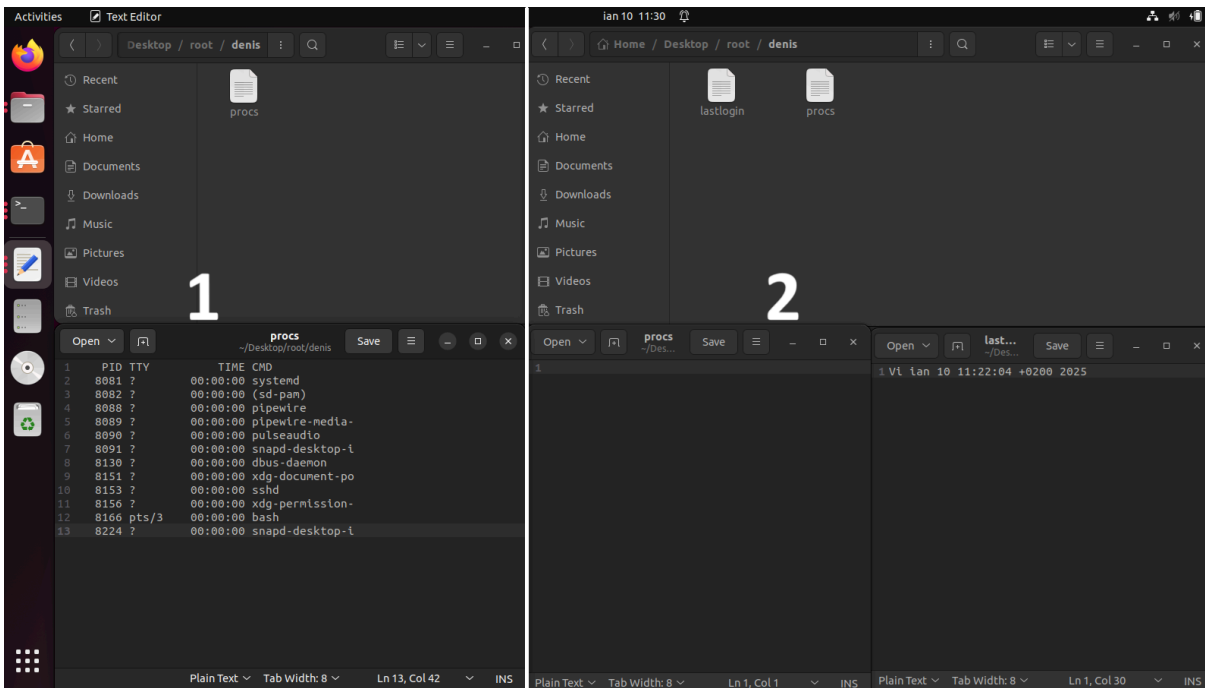 Activities Text Editor
Desktop / root / denis
Recent
Starred
Home
Documents
Downloads
Music
Pictures
Videos
Trash
procs
1
Open procs Save
~/Desktop/root/denis
1 PID TTY TIME CMD
2 8081 ? 00:00:00 systemd
3 8082 ? 00:00:00 (sd-pam)
4 8088 ? 00:00:00 pipewire
5 8089 ? 00:00:00 pipewire-media-
6 8090 ? 00:00:00 pulseaudio
7 8091 ? 00:00:00 snapd-desktop-i
8 8130 ? 00:00:00 dbus-daemon
9 8151 ? 00:00:00 xdg-document-po
10 8153 ? 00:00:00 sshd
11 8156 ? 00:00:00 xdg-permission-
12 8166 pts/3 00:00:00 bash
13 8224 ? 00:00:00 snapd-desktop-i
Plain Text Tab Width: 8 Ln 13, Col 42 INS
ian 10 11:30
Home / Desktop / root / denis
Recent
Starred
Home
Documents
Downloads
Music
Pictures
Videos
Trash
lastlogin procs
2
Open procs Save
~/Des...
1
Plain Text Tab Width: 8 Ln 1, Col 1 INS
Open last... Save
~/Des...
1 Vi ian 10 11:22:04 +0200 2025
Plain Text Tab Width: 8 Ln 1, Col 30 INS